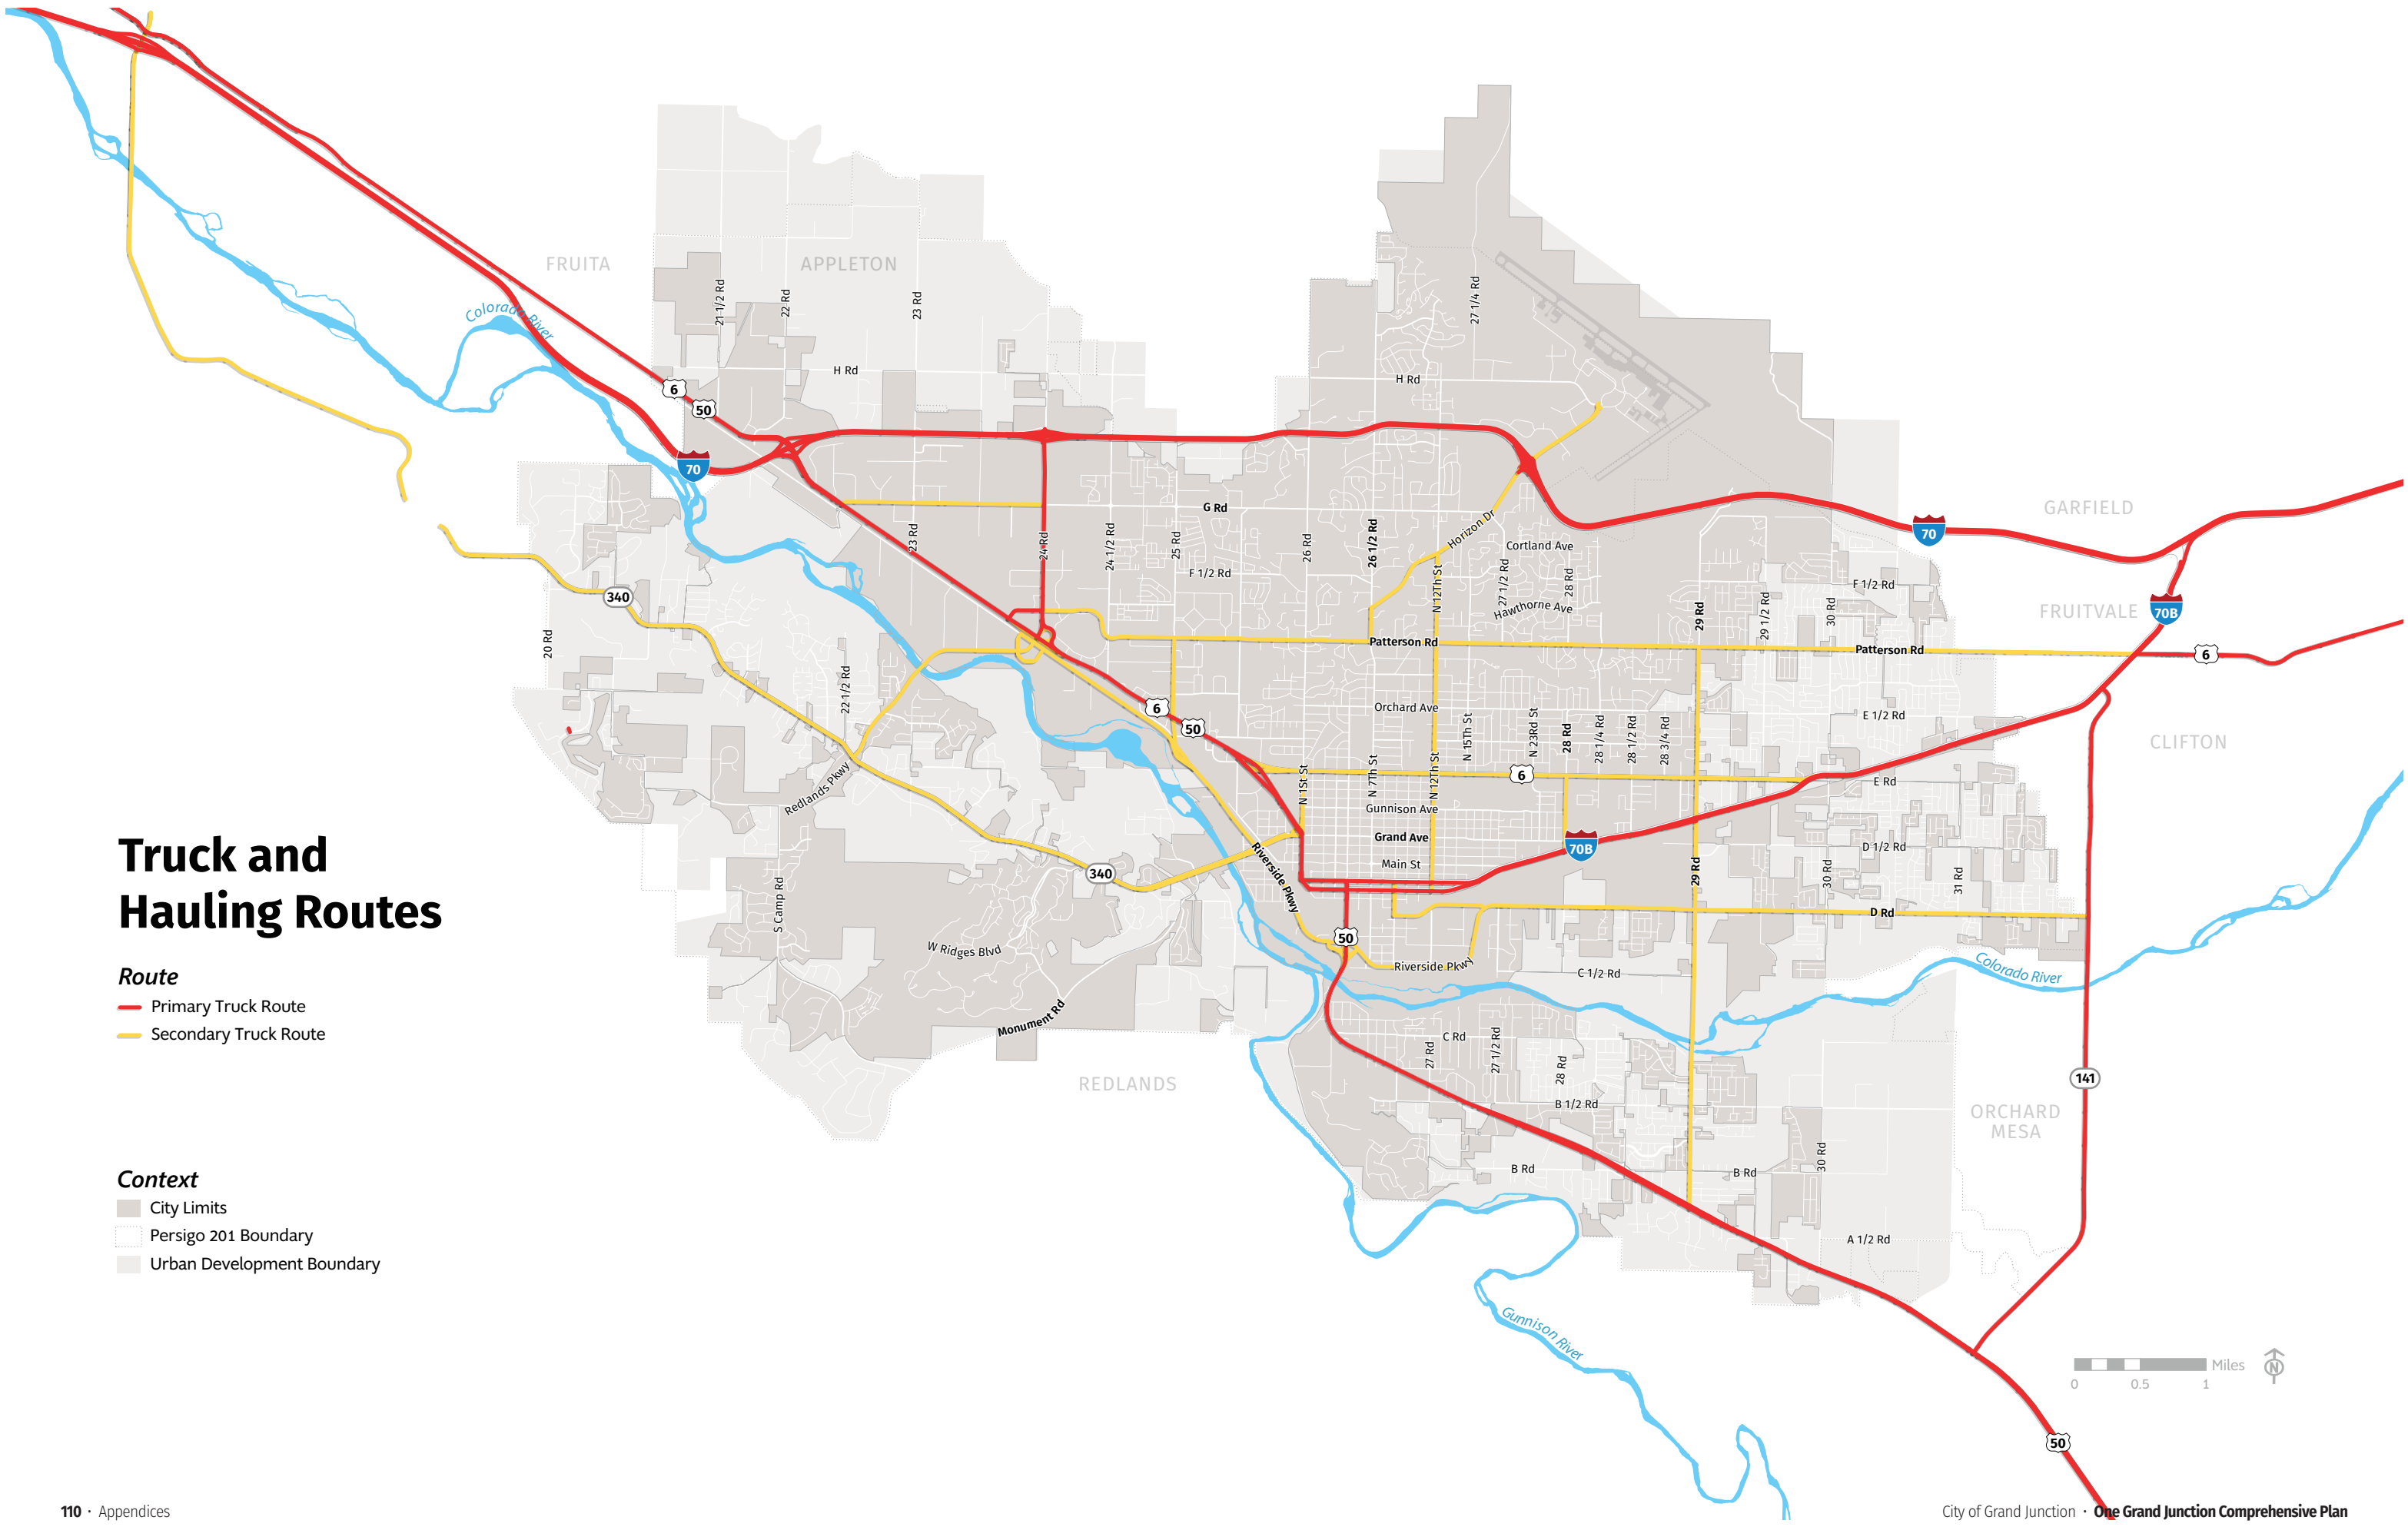 FRUITA
APPLETON
21 1/2 Rd
22 Rd
23 Rd
27 1/4 Rd
Colorado River
H Rd
H Rd
6
50
70
G Rd
GARFIELD
Horizon Dr
70
23 Rd
24 Rd
24 1/2 Rd
25 Rd
26 Rd
26 1/2 Rd
Cortland Ave
F 1/2 Rd
N 12Th St
27 1/2 Rd
28 Rd
F 1/2 Rd
340
Hawthorne Ave
29 Rd
29 1/2 Rd
30 Rd
FRUITVALE
70B
20 Rd
Patterson Rd
Patterson Rd
6
22 1/2 Rd
6
50
Orchard Ave
N 15Th St
N 23Rd St
28 Rd
28 1/4 Rd
28 1/2 Rd
28 3/4 Rd
E 1/2 Rd
CLIFTON
Redlands Pkwy
N 1St St
N 7Th St
N 12Th St
6
E Rd
Gunnison Ave
Grand Ave
70B
D 1/2 Rd
Main St
340
Riverside Pkwy
29 Rd
30 Rd
31 Rd
S Camp Rd
D Rd
W Ridges Blvd
50
Riverside Pkwy
C 1/2 Rd
Colorado River
Monument Rd
C Rd
27 Rd
27 1/2 Rd
28 Rd
REDLANDS
141
B 1/2 Rd
ORCHARD
MESA
B Rd
B Rd
30 Rd
A 1/2 Rd
Gunnison River
50
Truck and
Hauling Routes
Route
Primary Truck Route
Secondary Truck Route
Context
City Limits
Persigo 201 Boundary
Urban Development Boundary
Miles
0 0.5 1
N
110 · Appendices
City of Grand Junction · One Grand Junction Comprehensive Plan